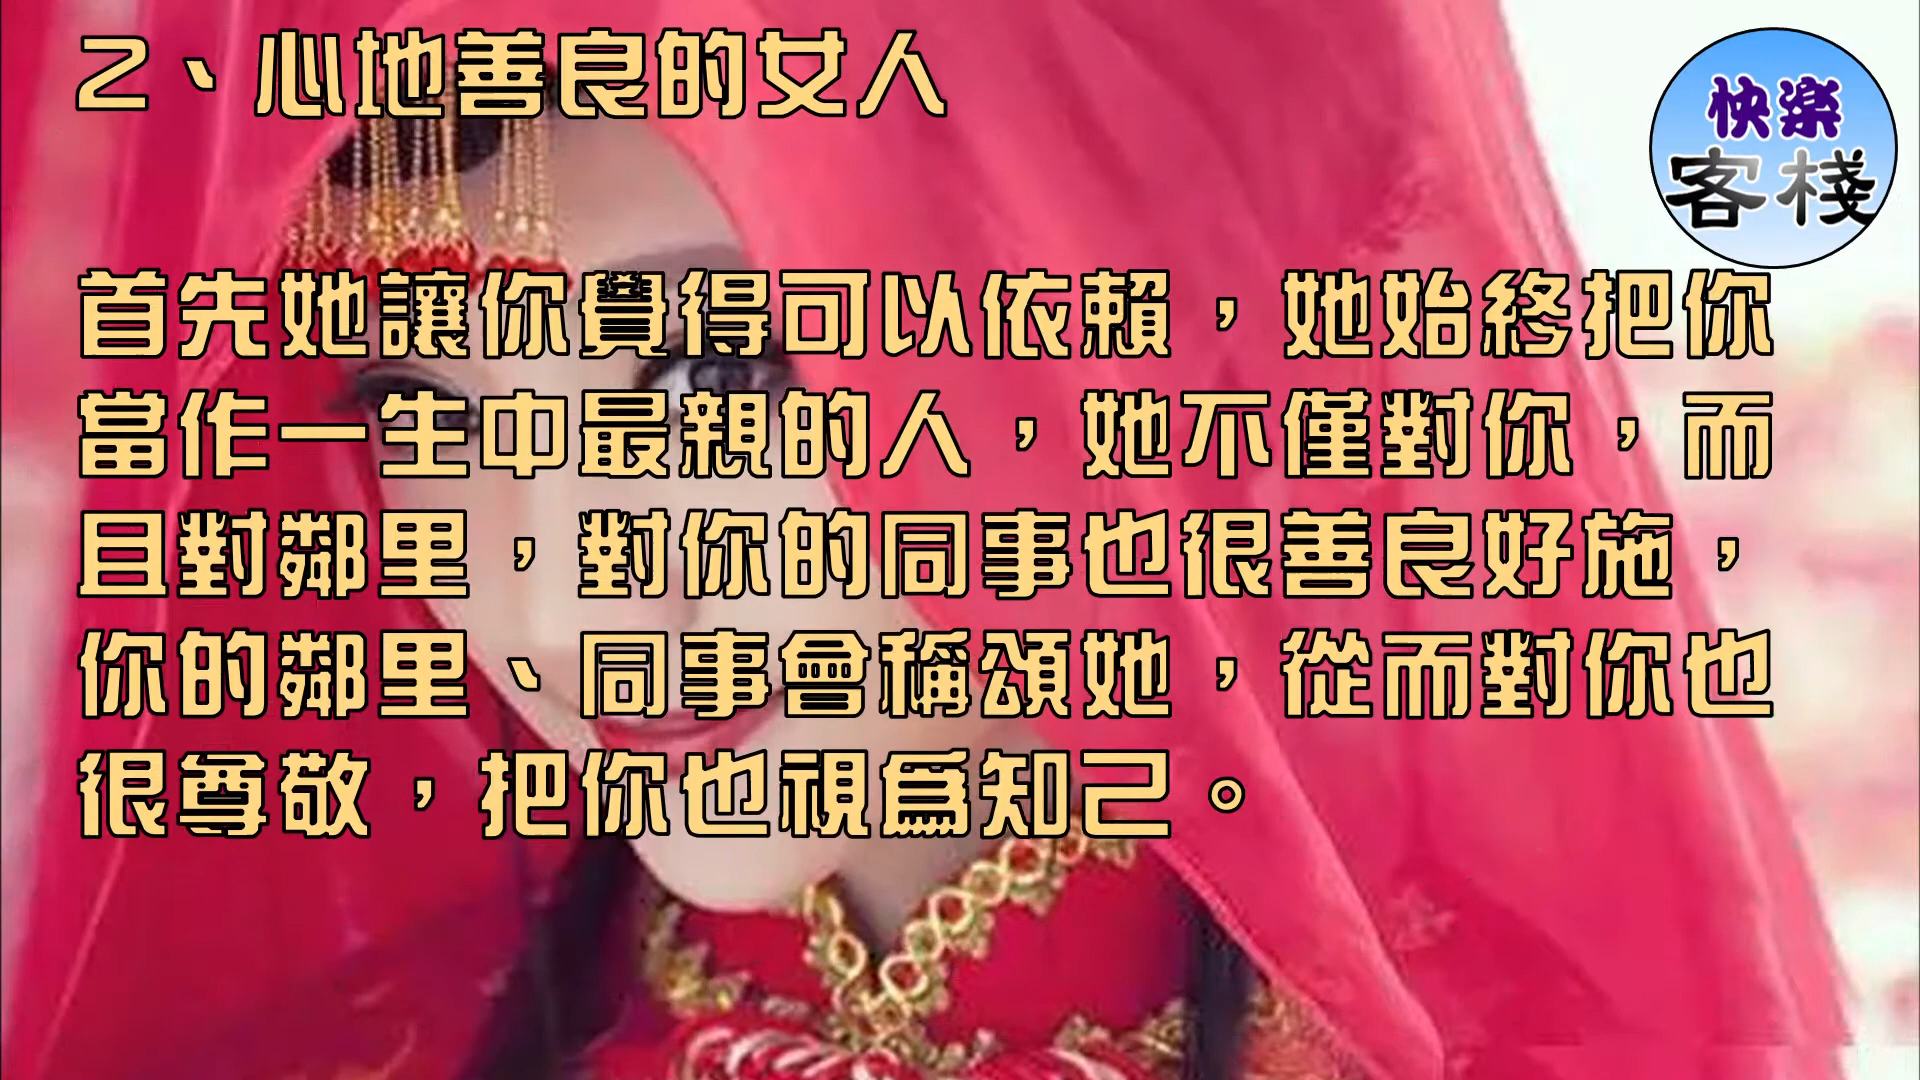 2、心地善良的女人
快樂
客棧
首先她讓你覺得可以依賴，她始終把你
當作一生中最親的人，她不僅對你，而
且對鄰里，對你的同事也很善良好施，
你的鄰里、同事會稱頌她，從而對你也
很尊敬，把你也視爲知己。